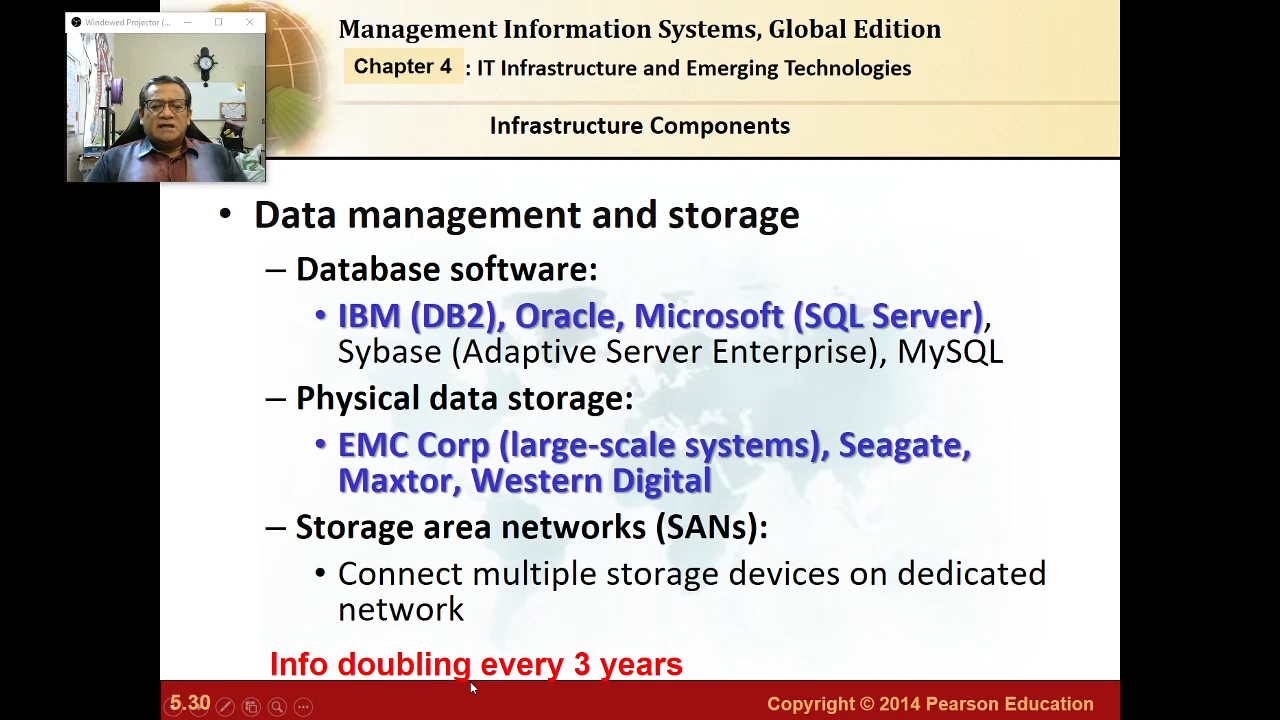 Windowed Projector (...
Management Information Systems, Global Edition
Chapter 4 : IT Infrastructure and Emerging Technologies
Infrastructure Components
• Data management and storage
– Database software:
• IBM (DB2), Oracle, Microsoft (SQL Server),
Sybase (Adaptive Server Enterprise), MySQL
– Physical data storage:
• EMC Corp (large-scale systems), Seagate,
Maxtor, Western Digital
– Storage area networks (SANs):
• Connect multiple storage devices on dedicated
network
Info doubling every 3 years
5.30
Copyright © 2014 Pearson Education